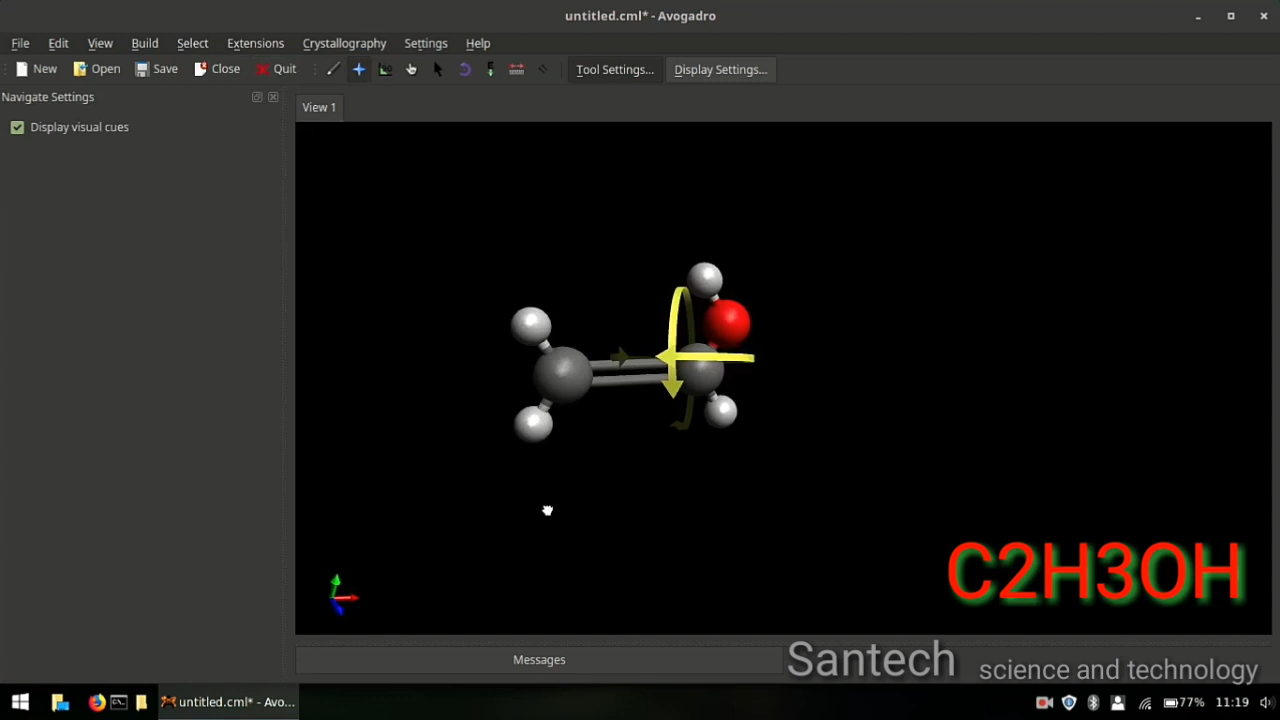 untitled.cml* - Avogadro
File Edit View Build Select Extensions Crystallography Settings Help
New Open Save Close Quit E Tool Settings... Display Settings...
Navigate Settings
View 1
Display visual cues
C2H3OH
Messages
Santech science and technology
untitled.cml* - Avo...
77% 11:19